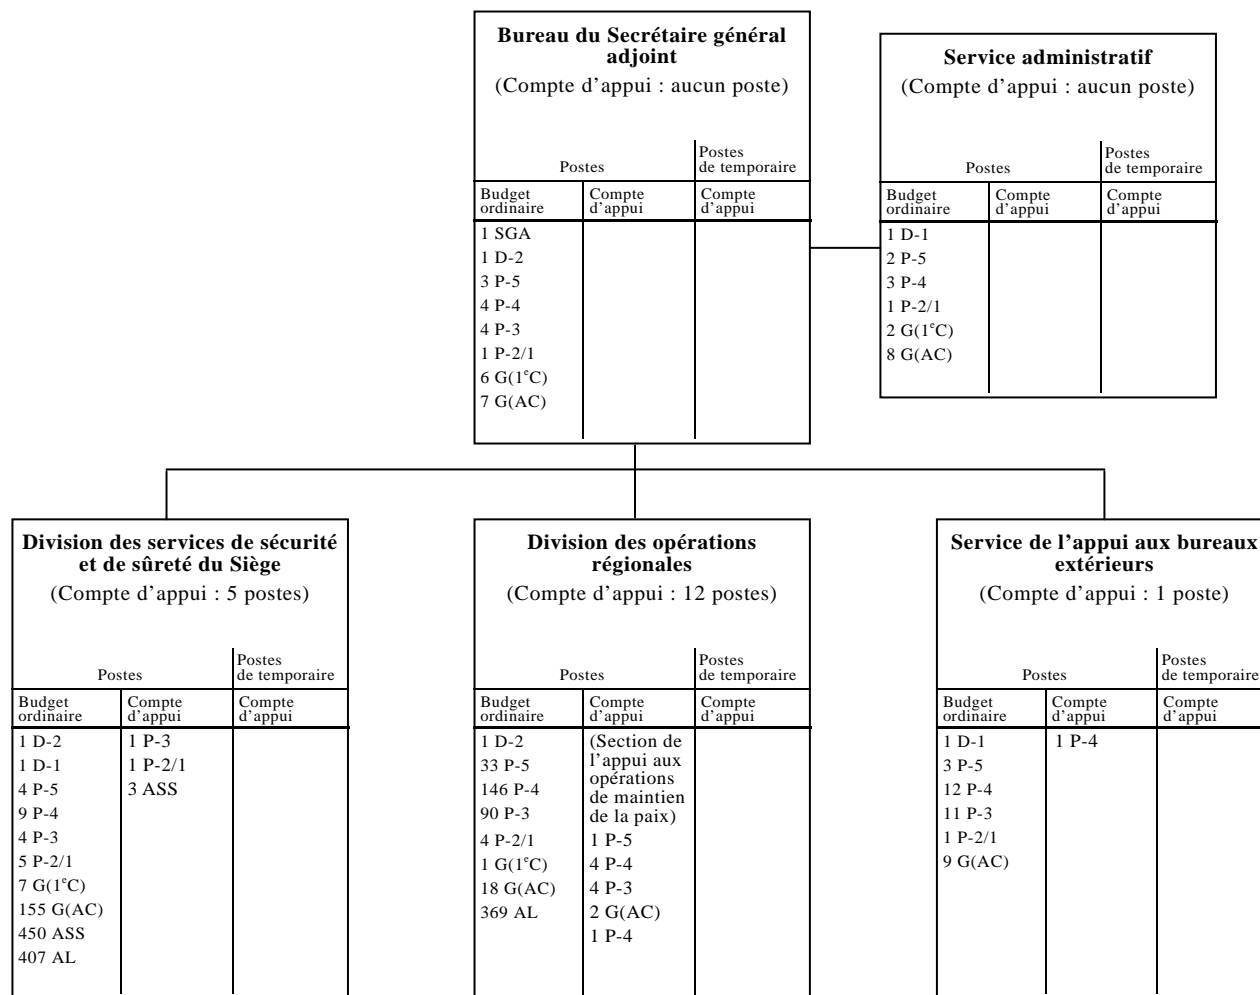 Bureau du Secrétaire général
adjoint
(Compte d'appui : aucun poste)
Postes
Postes
de temporaire
Budget
ordinaire
Compte
d'appui
Compte
d'appui
1 SGA
1 D-2
3 P-5
4 P-4
4 P-3
1 P-2/1
6 G(1eC)
7 G(AC)
Service administratif
(Compte d'appui : aucun poste)
Postes
Postes
de temporaire
Budget
ordinaire
Compte
d'appui
Compte
d'appui
1 D-1
2 P-5
3 P-4
1 P-2/1
2 G(1eC)
8 G(AC)
Division des services de sécurité
et de sûreté du Siège
(Compte d'appui : 5 postes)
Postes
Postes
de temporaire
Budget
ordinaire
Compte
d'appui
Compte
d'appui
1 D-2
1 D-1
4 P-5
9 P-4
4 P-3
5 P-2/1
7 G(1eC)
155 G(AC)
450 ASS
407 AL
1 P-3
1 P-2/1
3 ASS
Division des opérations
régionales
(Compte d'appui : 12 postes)
Postes
Postes
de temporaire
Budget
ordinaire
Compte
d'appui
Compte
d'appui
1 D-2
33 P-5
146 P-4
90 P-3
4 P-2/1
1 G(1eC)
18 G(AC)
369 AL
(Section de
l'appui aux
opérations
de maintien
de la paix)
1 P-5
4 P-4
4 P-3
2 G(AC)
1 P-4
Service de l'appui aux bureaux
extérieurs
(Compte d'appui : 1 poste)
Postes
Postes
de temporaire
Budget
ordinaire
Compte
d'appui
Compte
d'appui
1 D-1
3 P-5
12 P-4
11 P-3
1 P-2/1
9 G(AC)
1 P-4